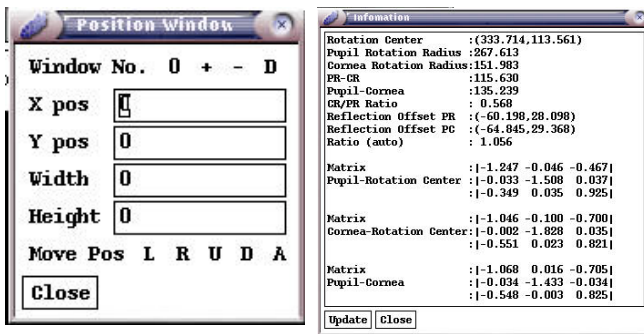 Position Window
Window No. 0 + - D
X pos 0
Y pos 0
Width 0
Height 0
Move Pos L R U D A
Close
Infomation
Rotation Center :(333.714,113.561)
Pupil Rotation Radius :267.613
Cornea Rotation Radius:151.983
PR-CR :115.630
Pupil-Cornea :135.239
CR/PR Ratio : 0.568
Reflection Offset PR :(-60.198,28.098)
Reflection Offset PC :(-64.845,29.368)
Ratio (auto) : 1.056
Matrix :|-1.247 -0.046 -0.467|
Pupil-Rotation Center :|-0.033 -1.508 0.037|
:|-0.349 0.035 0.925|
Matrix :|-1.046 -0.100 -0.700|
Cornea-Rotation Center:|-0.002 -1.828 0.035|
:|-0.551 0.023 0.821|
Matrix :|-1.068 0.016 -0.705|
Pupil-Cornea :|-0.034 -1.433 -0.034|
:|-0.548 -0.003 0.825|
Update Close